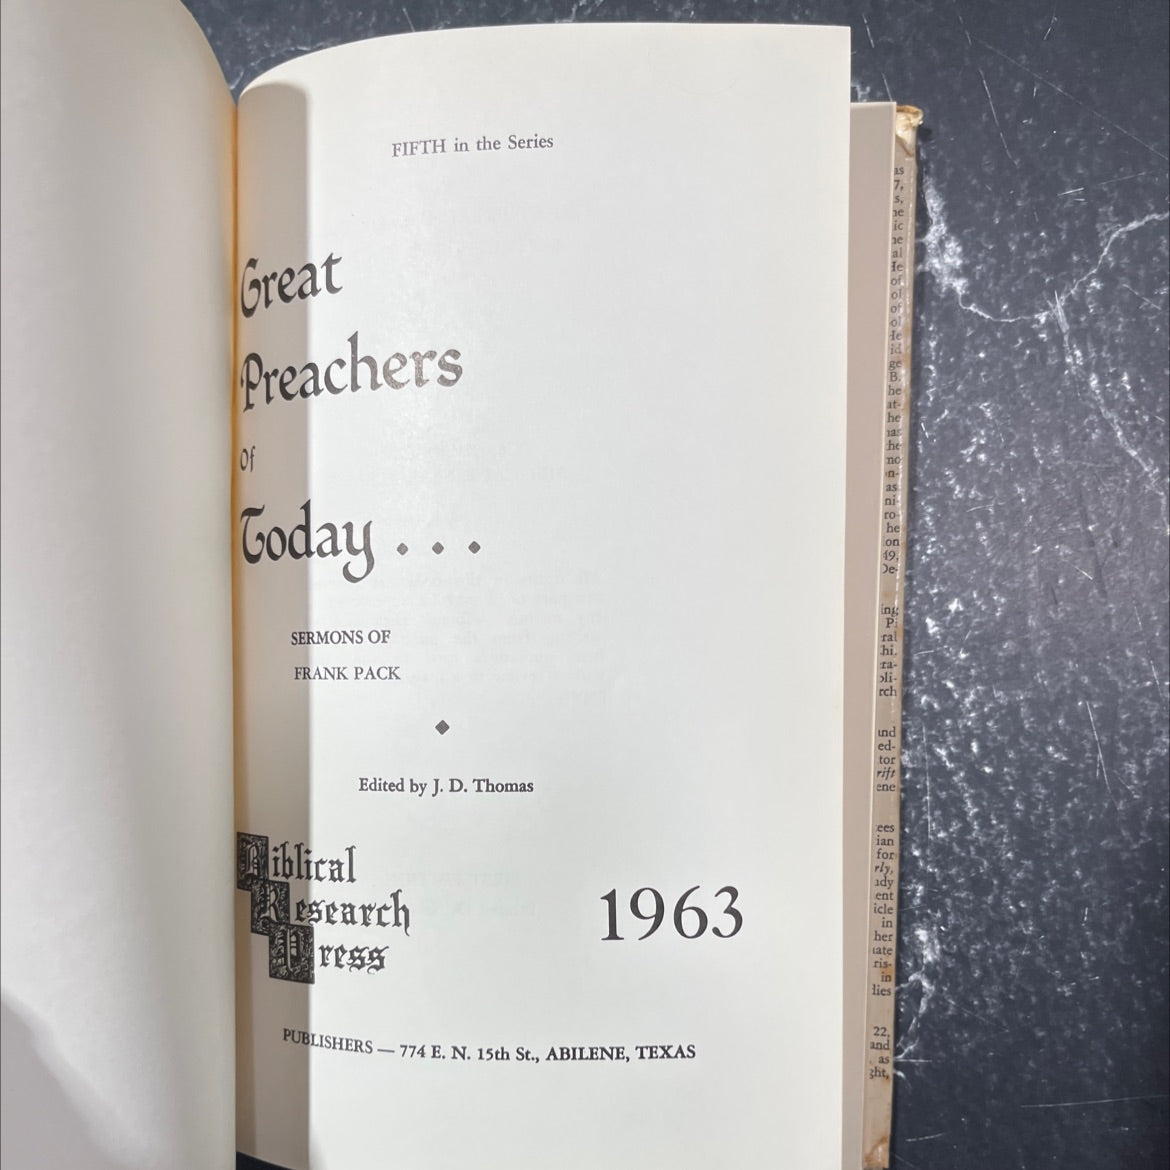 FIFTH in the Series
Great
Preachers
of
Today . . .
SERMONS OF
FRANK PACK
Edited by J. D. Thomas
Biblical
Research
Press
1963
PUBLISHERS — 774 E. N. 15th St., ABILENE, TEXAS